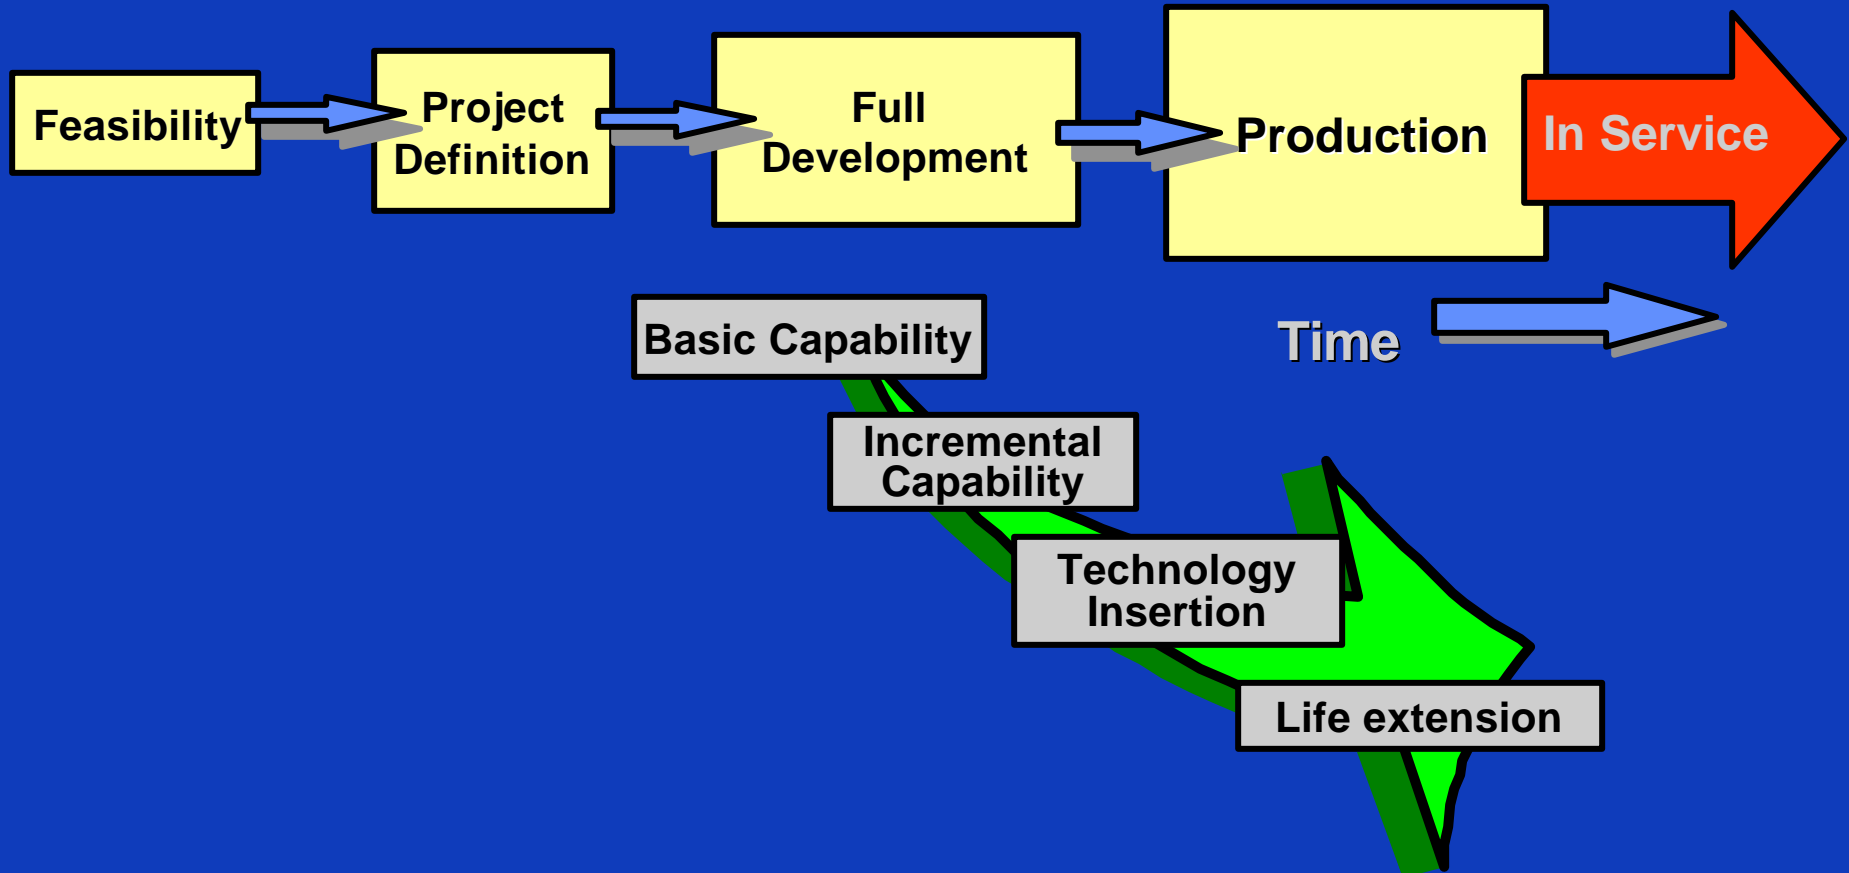 Feasibility
Project
Definition
Full
Development
Production
In Service
Basic Capability
Time
Incremental
Capability
Technology
Insertion
Life extension